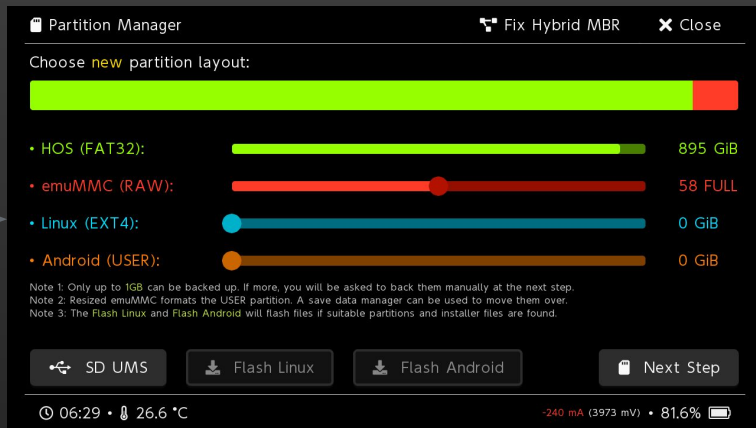 Partition Manager Fix Hybrid MBR Close
Choose new partition layout:
• HOS (FAT32): 895 GiB
• emuMMC (RAW): 58 FULL
• Linux (EXT4): 0 GiB
• Android (USER): 0 GiB
Note 1: Only up to 1GB can be backed up. If more, you will be asked to back them manually at the next step.
Note 2: Resized emuMMC formats the USER partition. A save data manager can be used to move them over.
Note 3: The Flash Linux and Flash Android will flash files if suitable partitions and installer files are found.
SD UMS Flash Linux Flash Android Next Step
06:29 • 26.6 °C -240 mA (3973 mV) • 81.6%